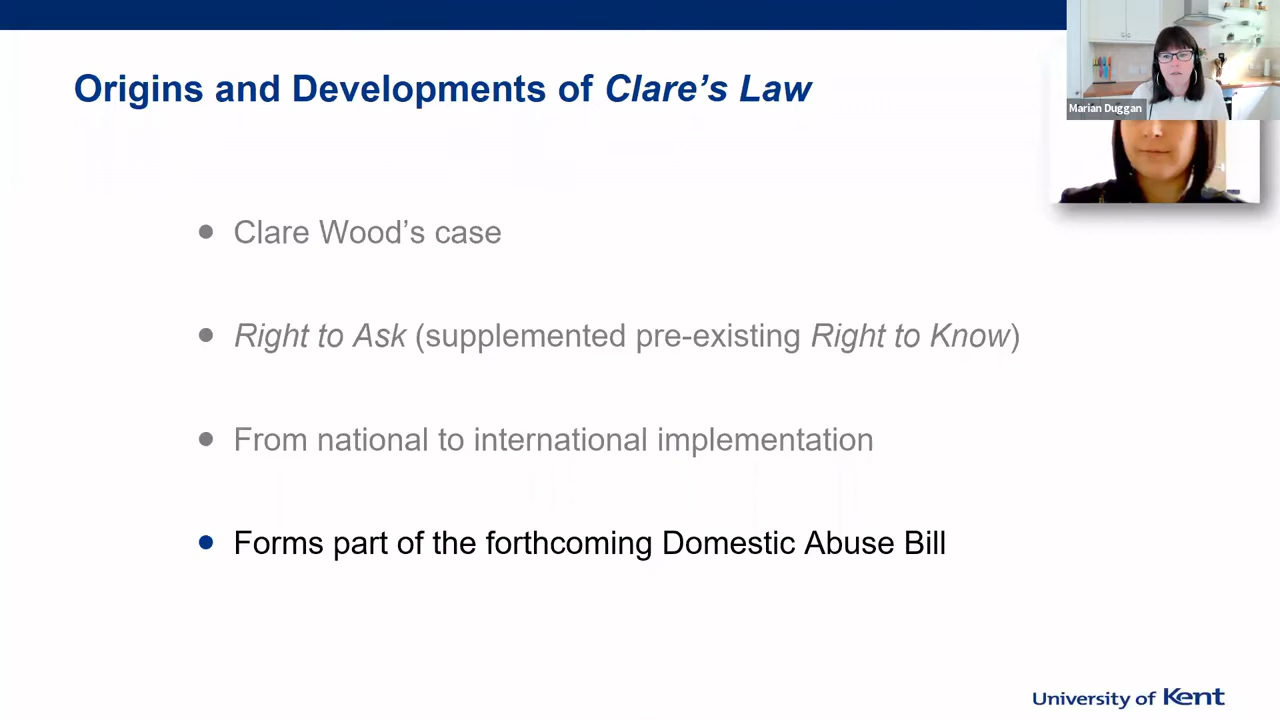 Origins and Developments of Clare’s Law
Marian Duggan
● Clare Wood’s case
● Right to Ask (supplemented pre-existing Right to Know)
● From national to international implementation
● Forms part of the forthcoming Domestic Abuse Bill
University of Kent